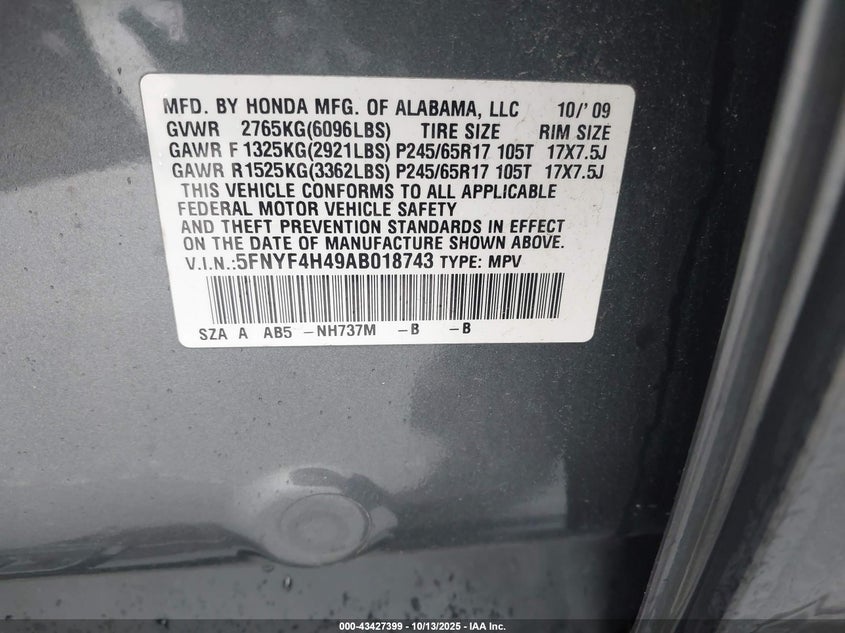 MFD. BY HONDA MFG. OF ALABAMA, LLC 10/'09
GVWR 2765KG(6096LBS) TIRE SIZE RIM SIZE
GAWR F 1325KG(2921LBS) P245/65R17 105T 17X7.5J
GAWR R1525KG(3362LBS) P245/65R17 105T 17X7.5J
THIS VEHICLE CONFORMS TO ALL APPLICABLE
FEDERAL MOTOR VEHICLE SAFETY
AND THEFT PREVENTION STANDARDS IN EFFECT
ON THE DATE OF MANUFACTURE SHOWN ABOVE.
V.I.N.:5FNYF4H49AB018743 TYPE: MPV
SZA A AB5 -NH737M -B -B
000-43427399 - 10/13/2025 - IAA Inc.